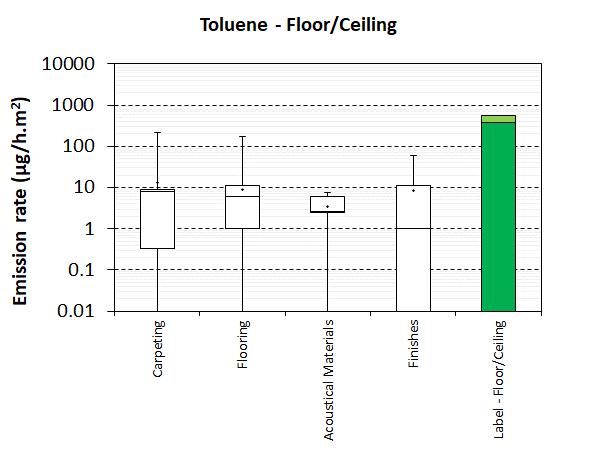 Toluene - Floor/Ceiling
Emission rate (µg/h.m²)
10000
1000
100
10
1
0.1
0.01
Carpeting
Flooring
Acoustical Materials
Finishes
Label - Floor/Ceiling